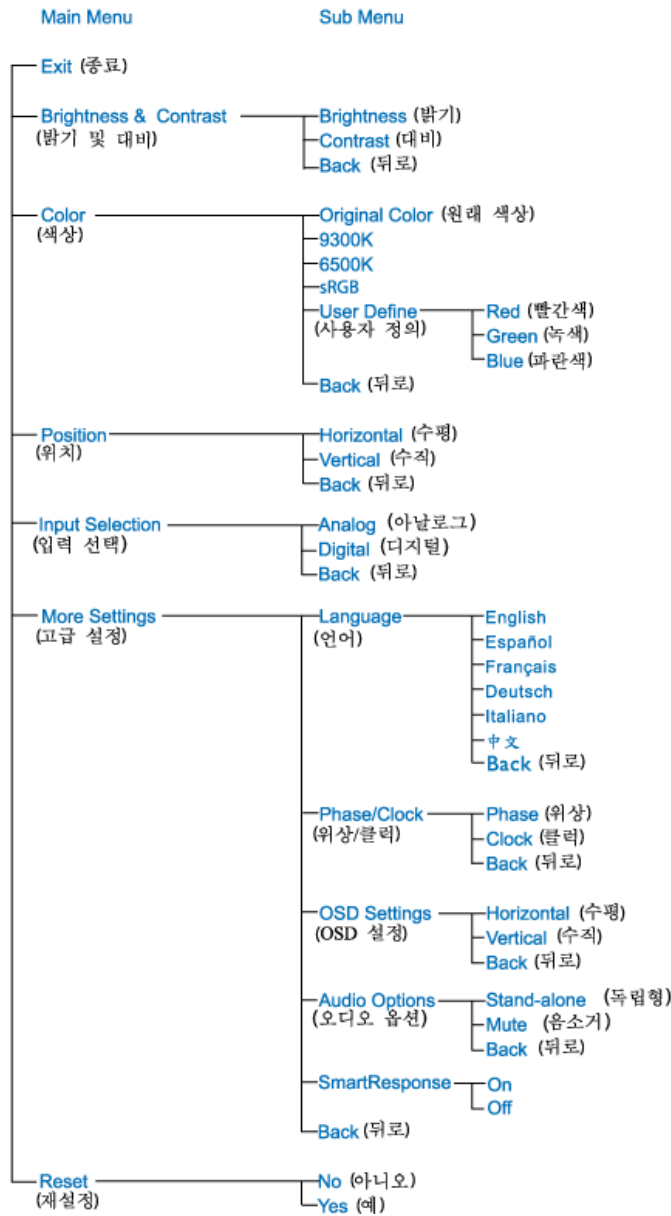 Main Menu Sub Menu
Exit (종료)
Brightness & Contrast
(밝기 및 대비)
Brightness (밝기)
Contrast (대비)
Back (뒤로)
Color
(색상)
Original Color (원래 색상)
9300K
6500K
sRGB
User Define
(사용자 정의)
Red (빨간색)
Green (녹색)
Blue (파란색)
Back (뒤로)
Position
(위치)
Horizontal (수평)
Vertical (수직)
Back (뒤로)
Input Selection
(입력 선택)
Analog (아날로그)
Digital (디지털)
Back (뒤로)
More Settings
(고급 설정)
Language
(언어)
English
Español
Français
Deutsch
Italiano
中文
Back (뒤로)
Phase/Clock
(위상/클럭)
Phase (위상)
Clock (클럭)
Back (뒤로)
OSD Settings
(OSD 설정)
Horizontal (수평)
Vertical (수직)
Back (뒤로)
Audio Options
(오디오 옵션)
Stand-alone (독립형)
Mute (음소거)
Back (뒤로)
SmartResponse
On
Off
Back (뒤로)
Reset
(재설정)
No (아니오)
Yes (예)